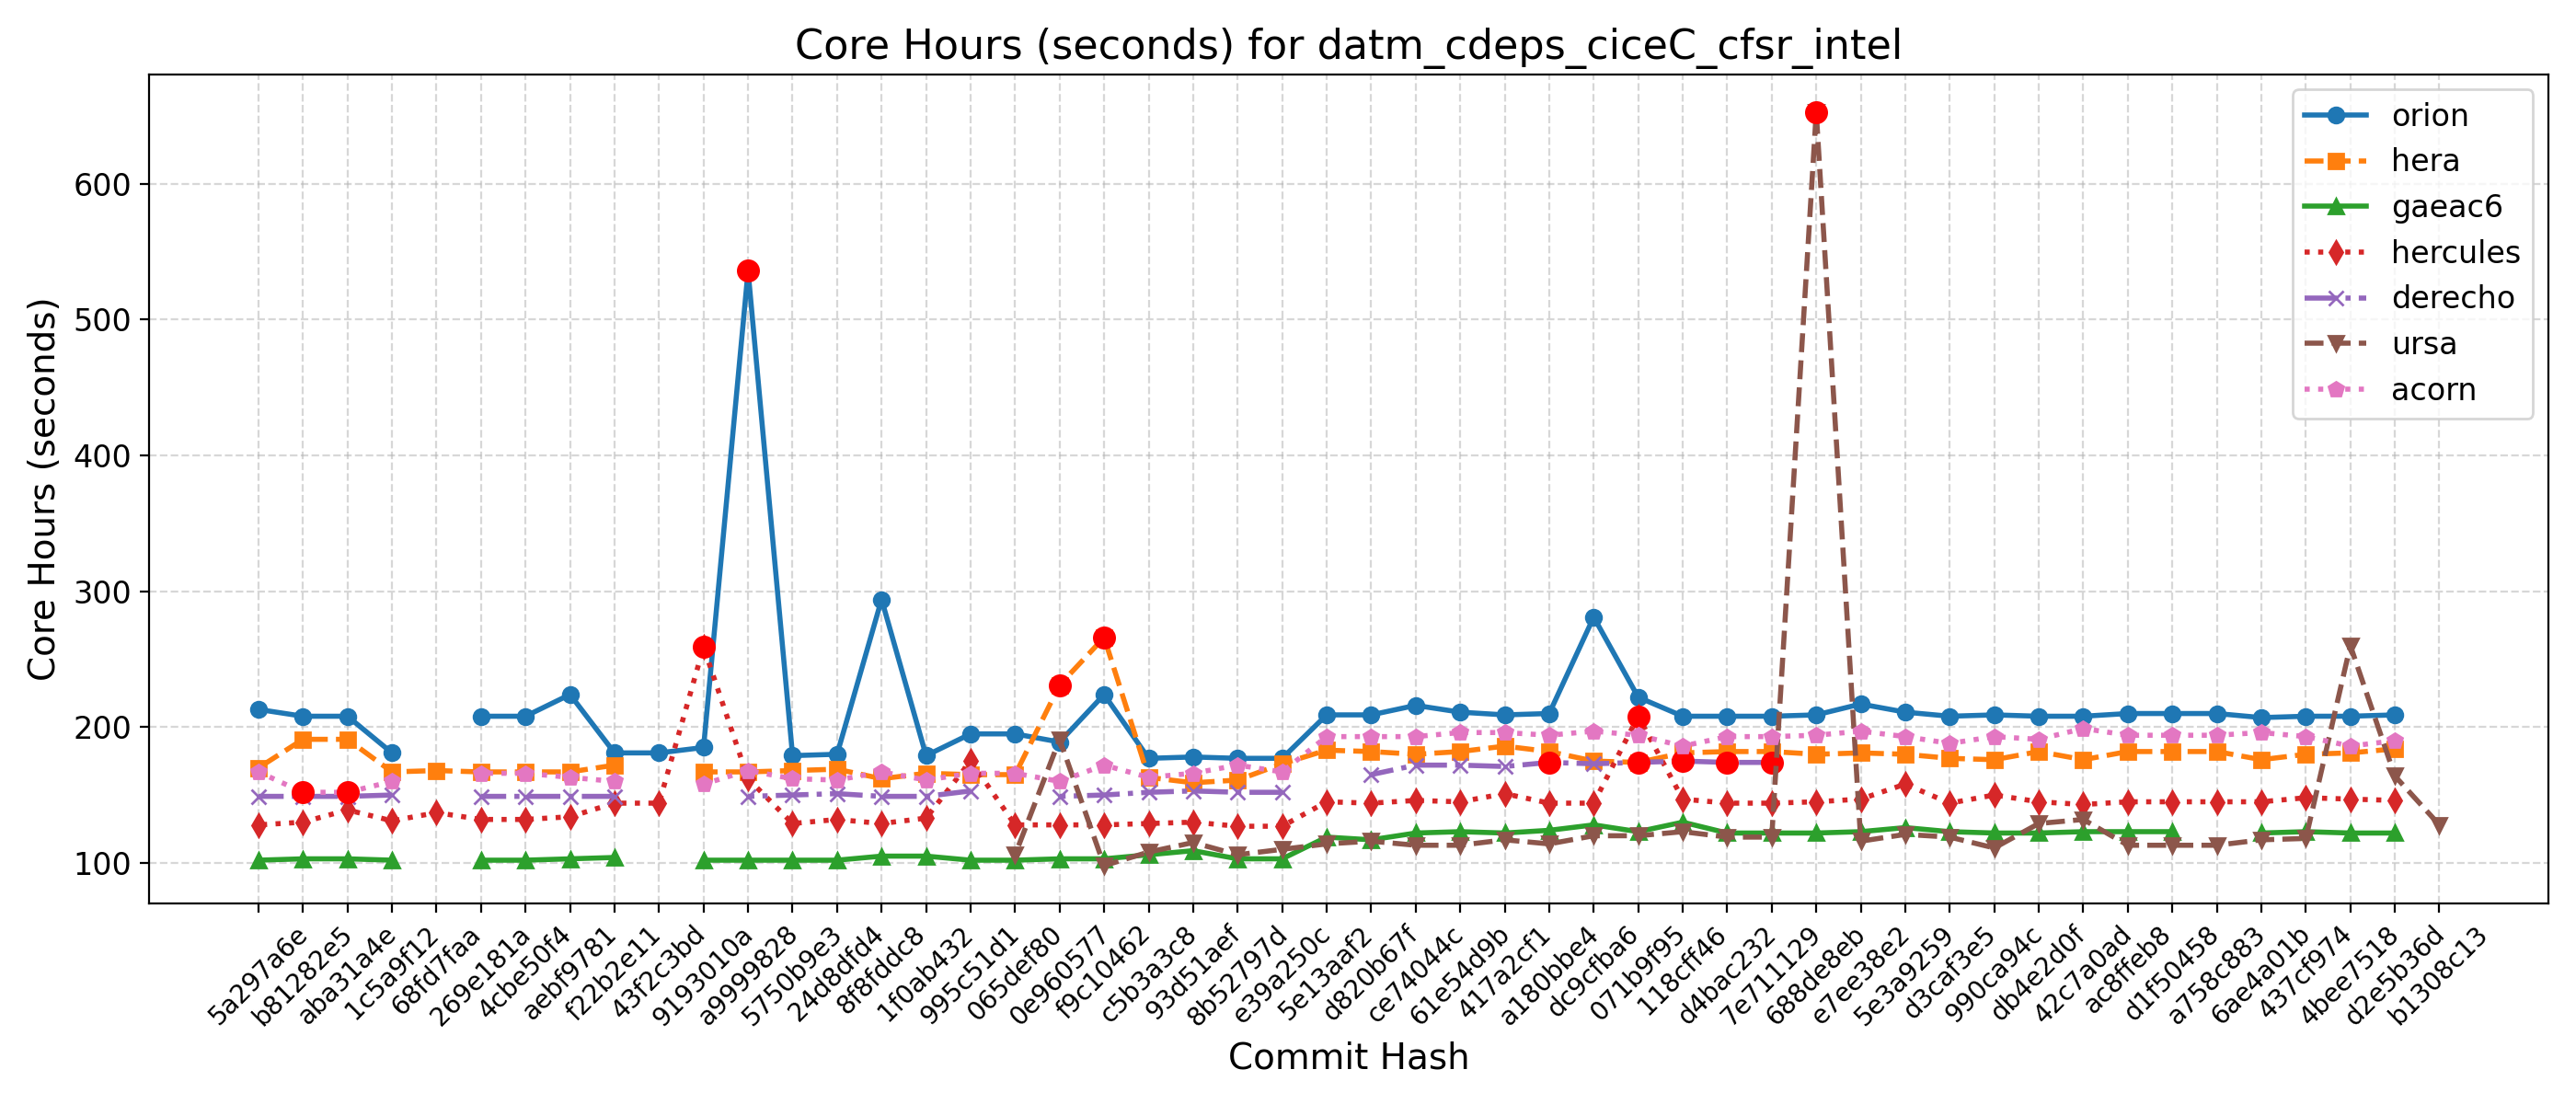 Core Hours (seconds) for datm_cdeps_ciceC_cfsr_intel
Core Hours (seconds)
600
500
400
300
200
100
orion
hera
gaeac6
hercules
derecho
ursa
acorn
5a297a6e
b81282e5
aba31a4e
1c5a9f12
68fd7faa
269e181a
4cbe50f4
aebf9781
f22b2e11
43f2c3bd
9193010a
a9999828
5750b9e3
24d8dfd4
8f8fddc8
1f0ab432
995c51d1
065def80
0e960577
f9c10462
c5b3a3c8
93d51aef
8b52797d
e39a250c
5e13aaf2
d820b67f
ce74044c
61e54d9b
417a2cf1
a180bbe4
dc9cfba6
071b9f95
118cff46
d4bac232
7e711129
688de8eb
e7ee38e2
5e3a9259
d3caf3e5
990ca94c
db4e2d0f
42c7a0ad
ac8ffeb8
d1f50458
a758c883
6ae4a01b
437cf974
4bee7518
d2e5b36d
b1308c13
Commit Hash